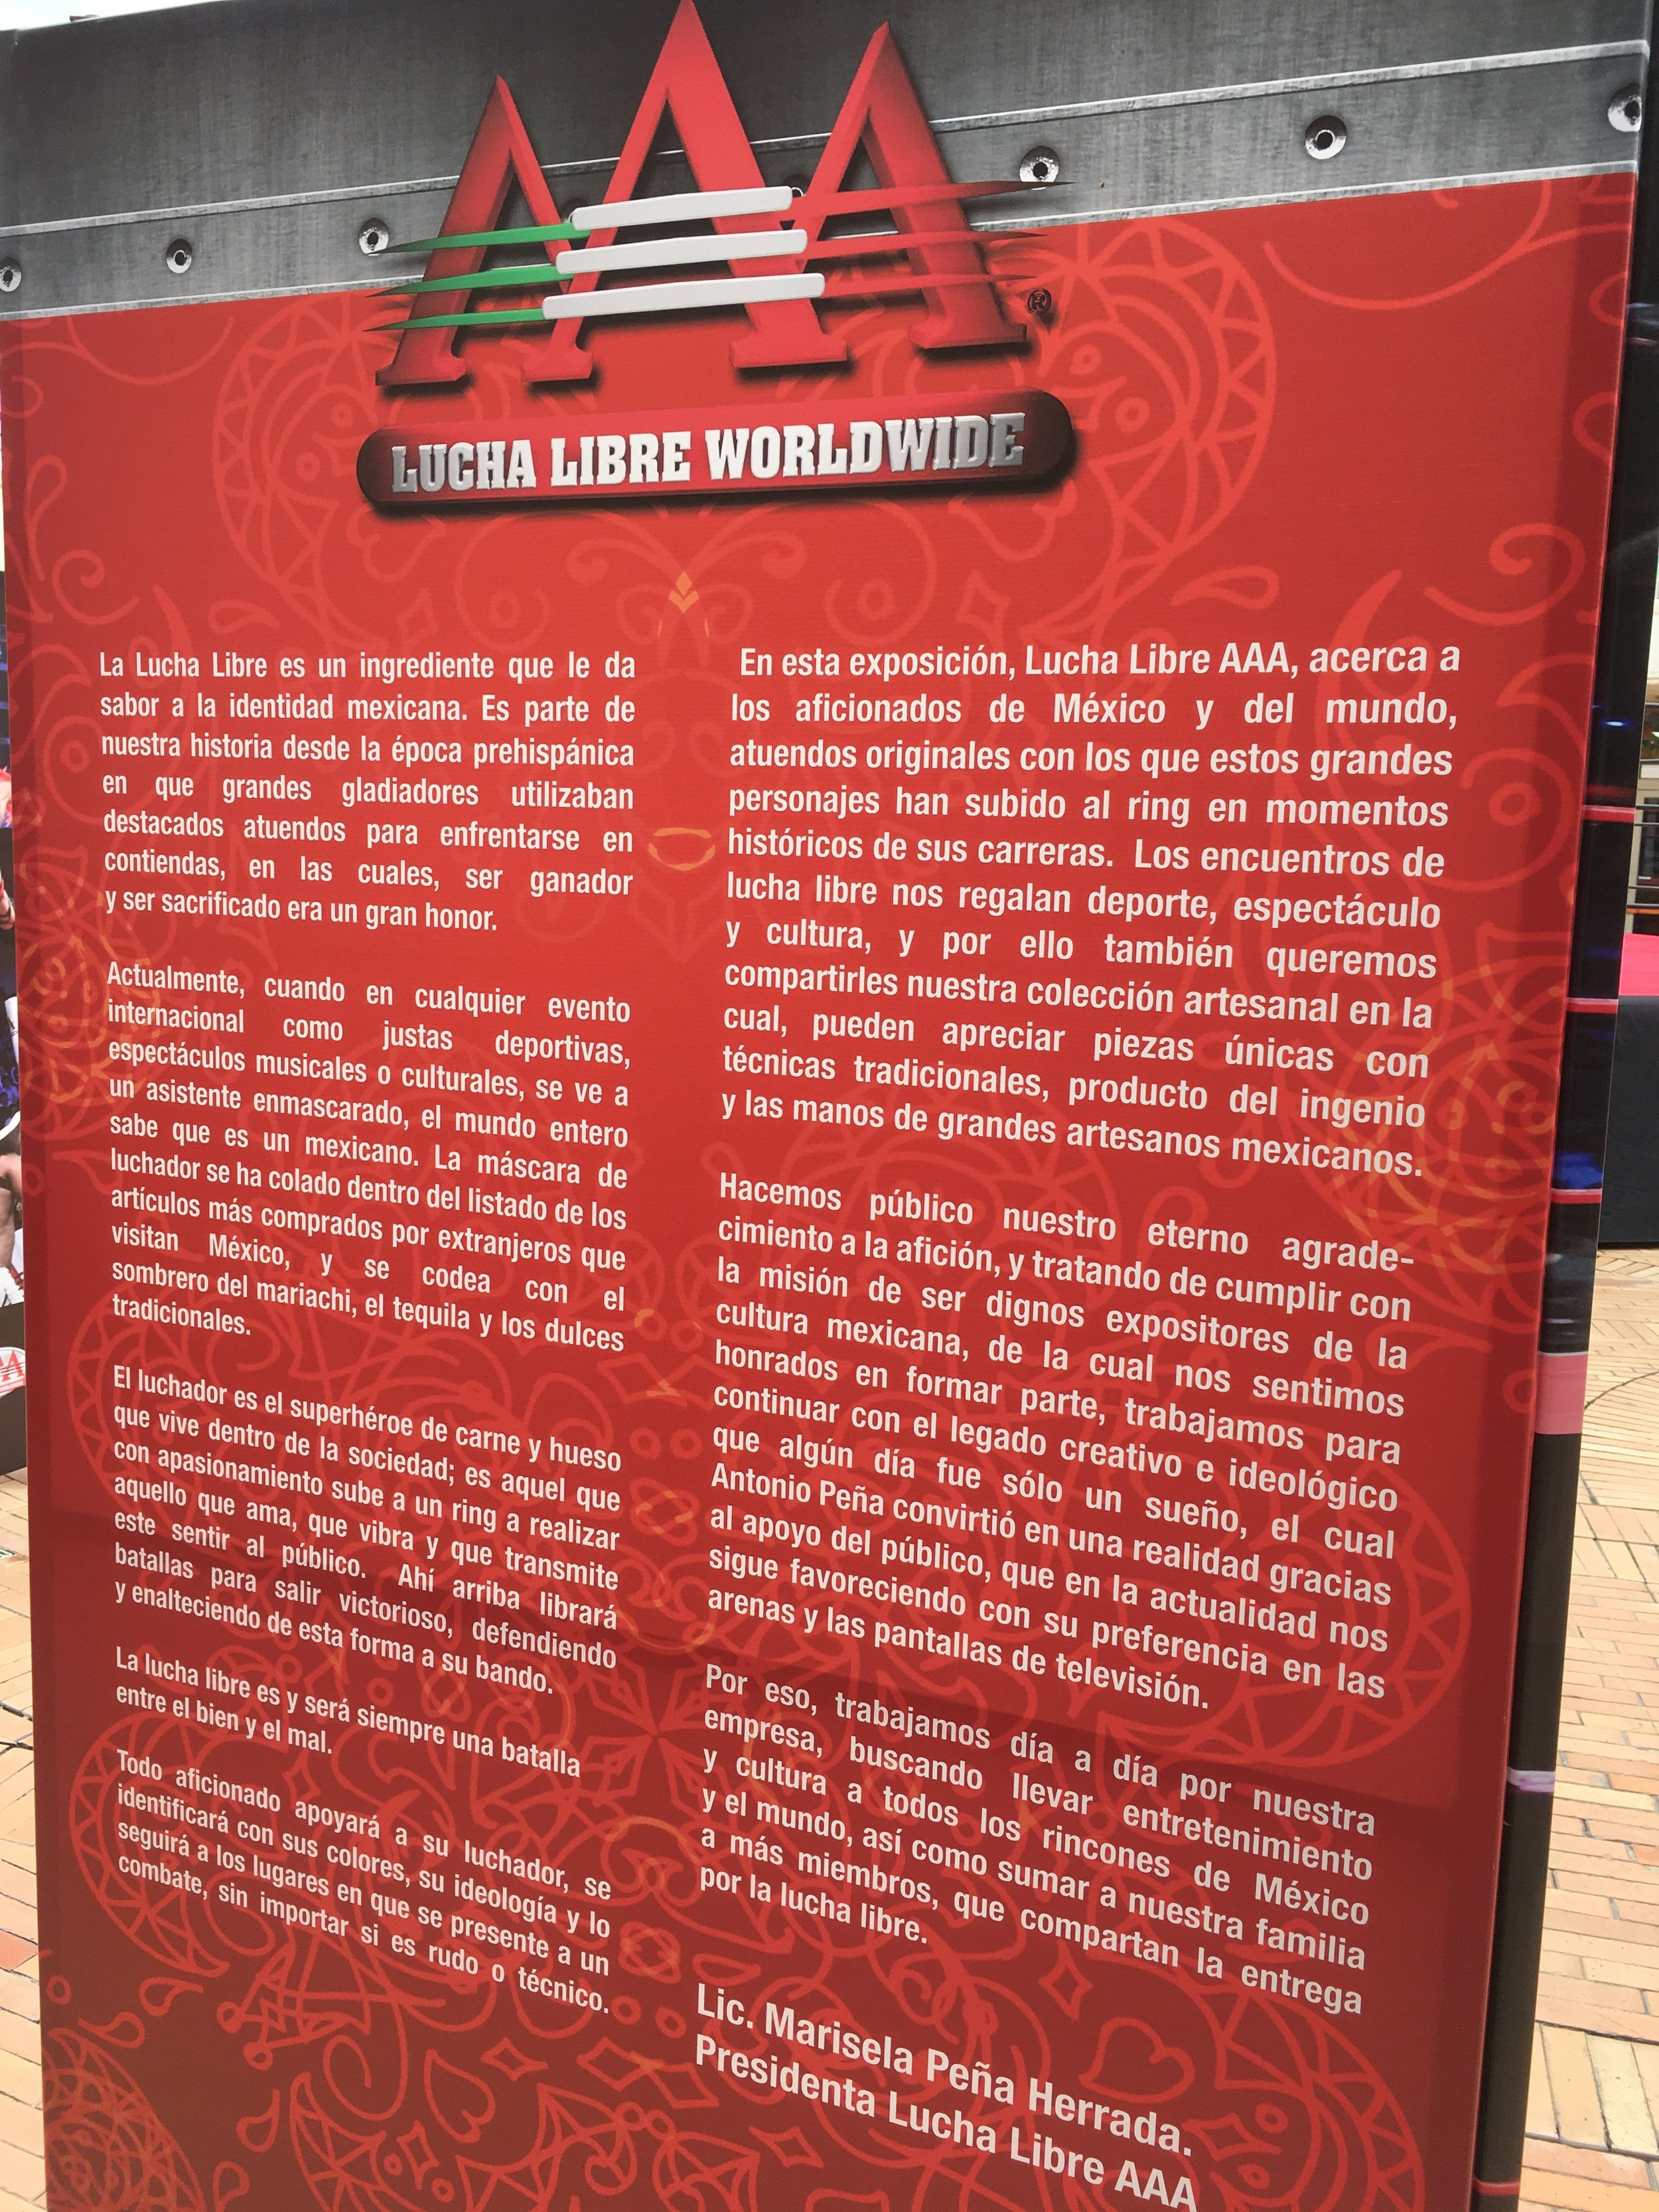 AAA
®
LUCHA LIBRE WORLDWIDE
La Lucha Libre es un ingrediente que le da
sabor a la identidad mexicana. Es parte de
nuestra historia desde la época prehispánica
en que grandes gladiadores utilizaban
destacados atuendos para enfrentarse en
contiendas, en las cuales, ser ganador
y ser sacrificado era un gran honor.
Actualmente, cuando en cualquier evento
internacional como justas deportivas,
espectáculos musicales o culturales, se ve a
un asistente enmascarado, el mundo entero
sabe que es un mexicano. La máscara de
luchador se ha colado dentro del listado de los
artículos más comprados por extranjeros que
visitan México, y se codea con el
sombrero del mariachi, el tequila y los dulces
tradicionales.
El luchador es el superhéroe de carne y hueso
que vive dentro de la sociedad; es aquel que
con apasionamiento sube a un ring a realizar
aquello que ama, que vibra y que transmite
este sentir al público. Ahí arriba librará
batallas para salir victorioso, defendiendo
y enalteciendo de esta forma a su bando.
La lucha libre es y será siempre una batalla
entre el bien y el mal.
Todo aficionado apoyará a su luchador, se
identificará con sus colores, su ideología y lo
seguirá a los lugares en que se presente a un
combate, sin importar si es rudo o técnico.
En esta exposición, Lucha Libre AAA, acerca a
los aficionados de México y del mundo,
atuendos originales con los que estos grandes
personajes han subido al ring en momentos
históricos de sus carreras. Los encuentros de
lucha libre nos regalan deporte, espectáculo
y cultura, y por ello también queremos
compartirles nuestra colección artesanal en la
cual, pueden apreciar piezas únicas con
técnicas tradicionales, producto del ingenio
y las manos de grandes artesanos mexicanos.
Hacemos público nuestro eterno agrade-
cimiento a la afición, y tratando de cumplir con
la misión de ser dignos expositores de la
cultura mexicana, de la cual nos sentimos
honrados en formar parte, trabajamos para
continuar con el legado creativo e ideológico
que algún día fue sólo un sueño, el cual
Antonio Peña convirtió en una realidad gracias
al apoyo del público, que en la actualidad nos
sigue favoreciendo con su preferencia en las
arenas y las pantallas de televisión.
Por eso, trabajamos día a día por nuestra
empresa, buscando llevar entretenimiento
y cultura a todos los rincones de México
y el mundo, así como sumar a nuestra familia
a más miembros, que compartan la entrega
por la lucha libre.
Lic. Marisela Peña Herrada.
Presidenta Lucha Libre AAA